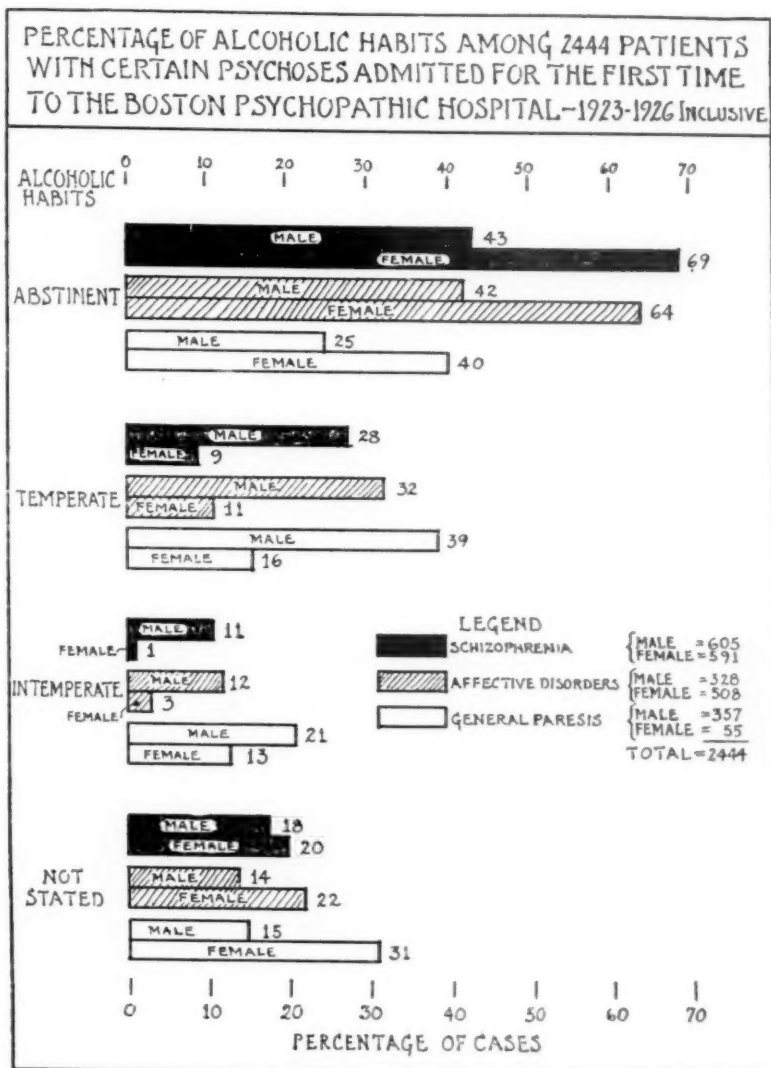 PERCENTAGE OF ALCOHOLIC HABITS AMONG 2444 PATIENTS
WITH CERTAIN PSYCHOSES ADMITTED FOR THE FIRST TIME
TO THE BOSTON PSYCHOPATHIC HOSPITAL-1923-1926 INCLUSIVE
ALCOHOLIC HABITS
0 10 20 30 40 50 60 70
ABSTINENT
MALE 43
FEMALE 69
MALE 42
FEMALE 64
MALE 25
FEMALE 40
TEMPERATE
MALE 28
FEMALE 9
MALE 32
FEMALE 11
MALE 39
FEMALE 16
INTEMPERATE
MALE 11
FEMALE 1
MALE 12
FEMALE 3
MALE 21
FEMALE 13
LEGEND
SCHIZOPHRENIA { MALE = 605
FEMALE = 591
AFFECTIVE DISORDERS { MALE = 328
FEMALE = 508
GENERAL PARESIS { MALE = 357
FEMALE = 55
TOTAL = 2444
NOT STATED
MALE 18
FEMALE 20
MALE 14
FEMALE 22
MALE 15
FEMALE 31
0 10 20 30 40 50 60 70
PERCENTAGE OF CASES